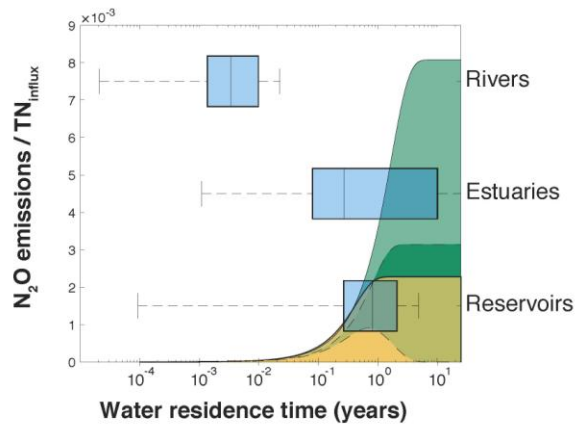 ×10⁻³
9
8
7
6
5
4
3
2
1
0
N₂O emissions / TN_influx
Rivers
Estuaries
Reservoirs
10⁻⁴ 10⁻³ 10⁻² 10⁻¹ 10⁰ 10¹
Water residence time (years)